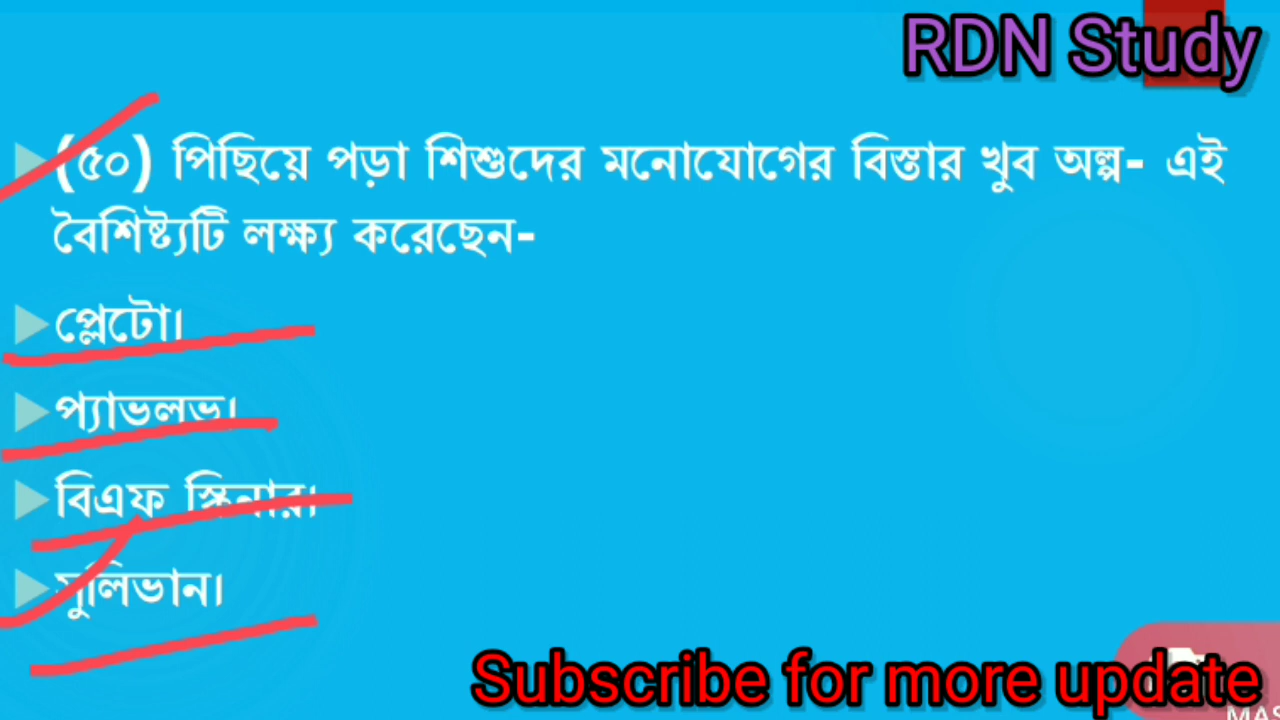 RDN Study
(৫০) পিছিয়ে পড়া শিশুদের মনোযোগের বিস্তার খুব অল্প- এই
বৈশিষ্ট্যটি লক্ষ্য করেছেন-
প্লেটো।
প্যাভলভ।
বিএফ স্কিনার।
সুলিভান।
Subscribe for more update